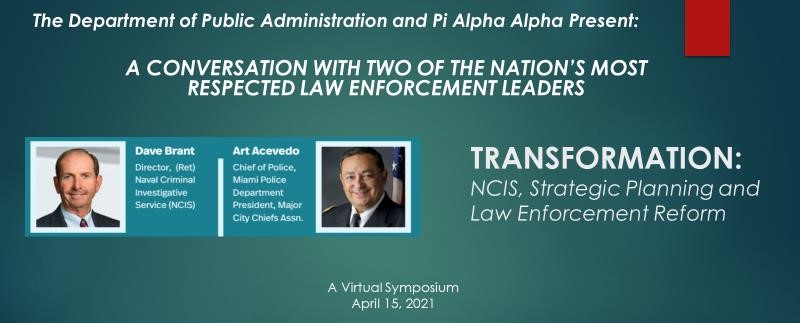 The Department of Public Administration and Pi Alpha Alpha Present:
A CONVERSATION WITH TWO OF THE NATION'S MOST
RESPECTED LAW ENFORCEMENT LEADERS
Dave Brant
Director, (Ret)
Naval Criminal
Investigative
Service (NCIS)
Art Acevedo
Chief of Police,
Miami Police
Department
President, Major
City Chiefs Assn.
TRANSFORMATION:
NCIS, Strategic Planning and
Law Enforcement Reform
A Virtual Symposium
April 15, 2021